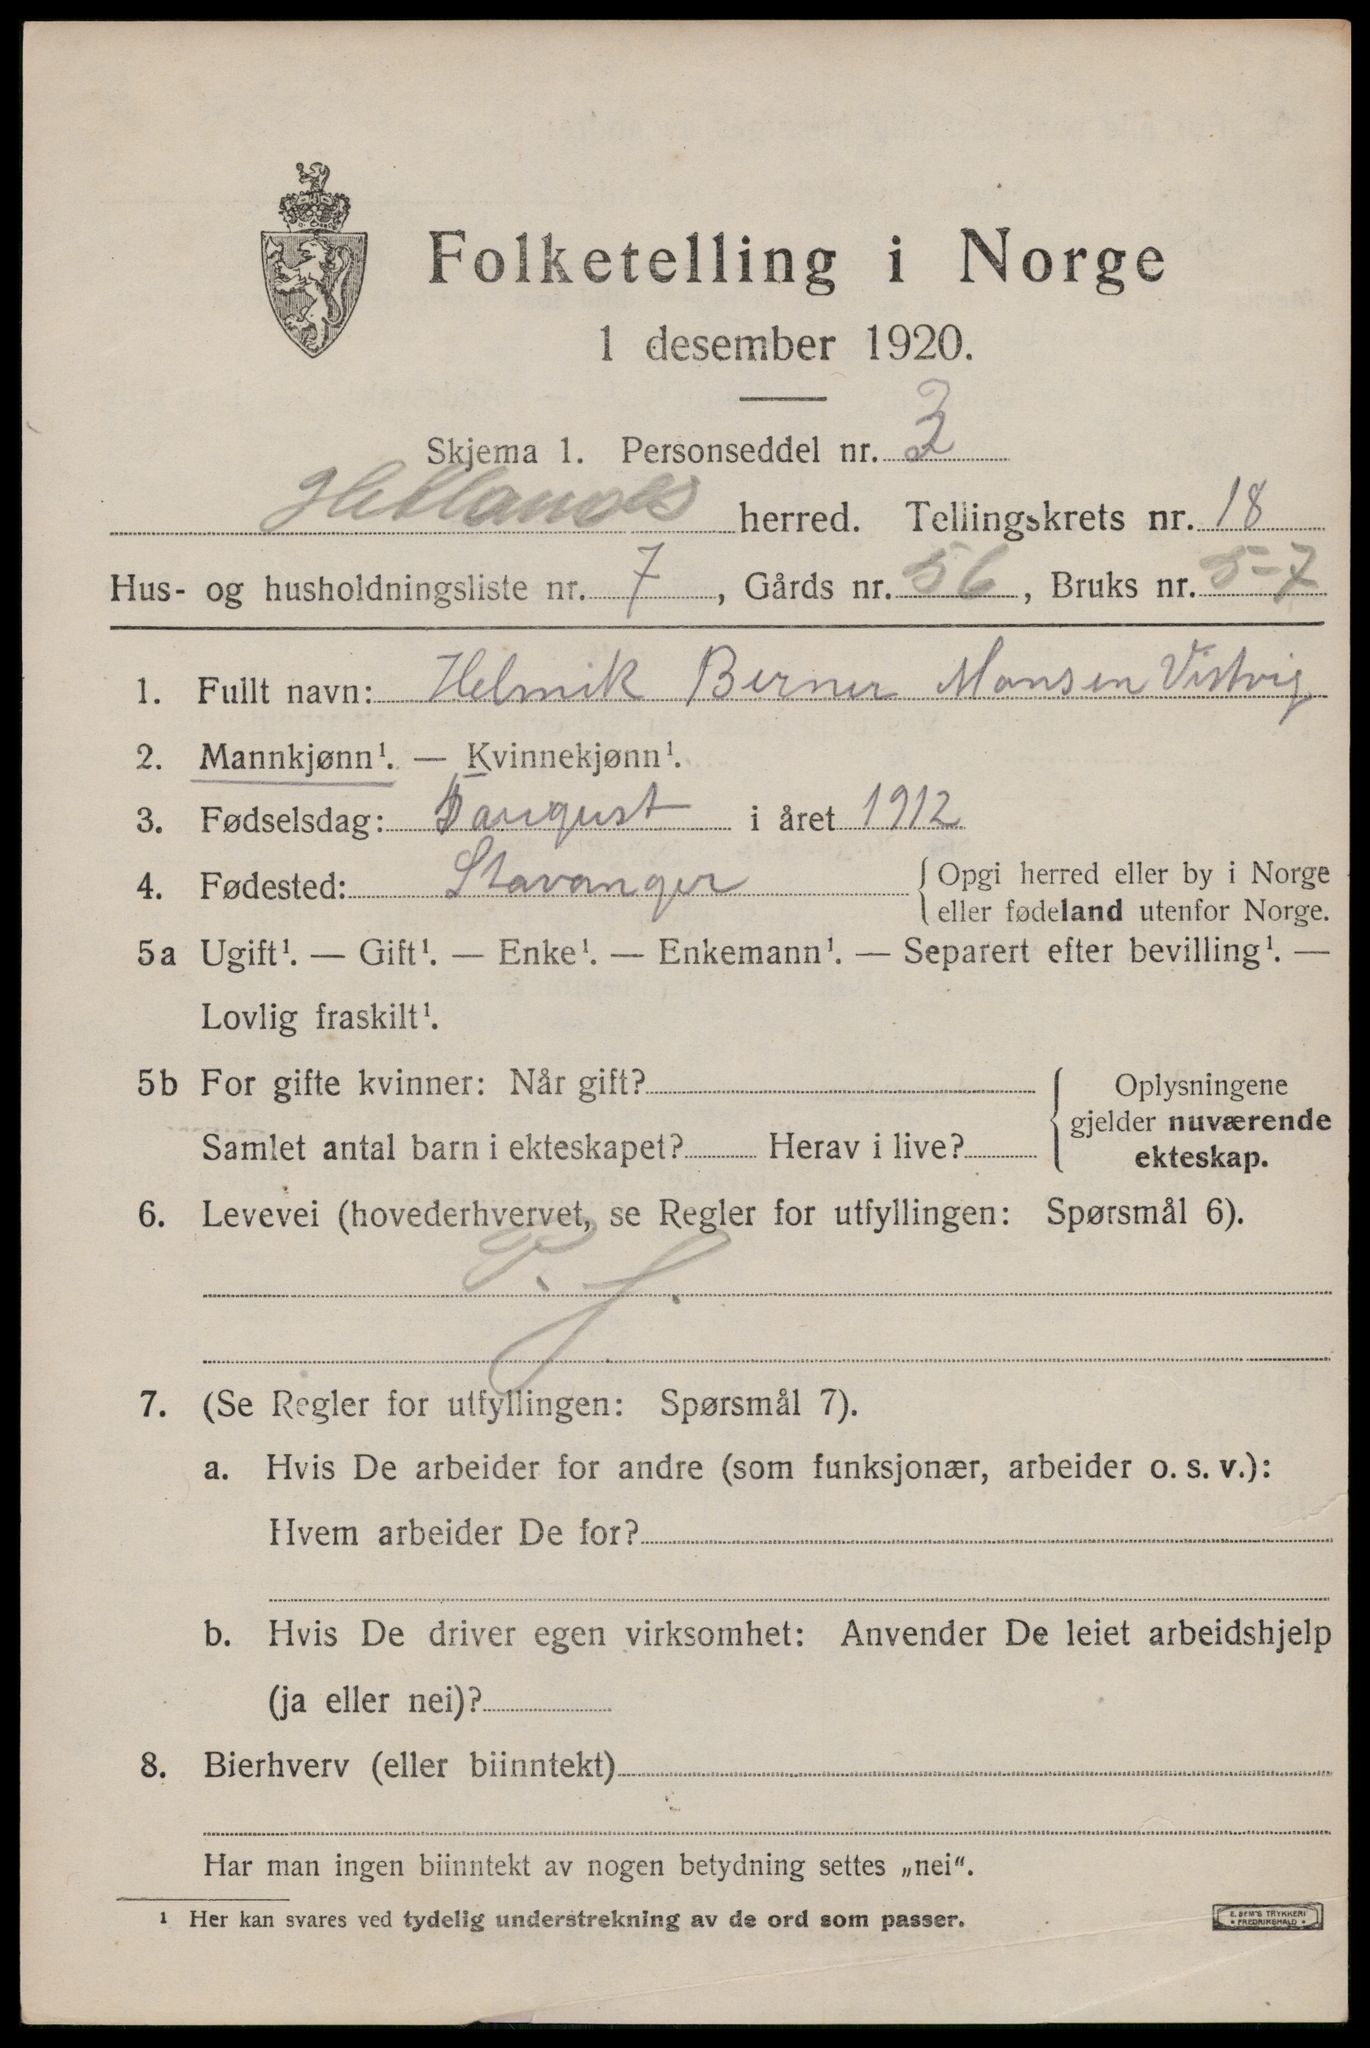 Folketelling i Norge
1 desember 1920.
Skjema 1. Personseddel nr. 3
Hetlands herred. Tellingskrets nr. 18
Hus- og husholdningsliste nr. 7, Gårds nr. 56, Bruks nr. 57
1. Fullt navn: Helmik Berner Monsen Vistvig
2. Mannkjønn¹. — Kvinnekjønn¹.
3. Fødselsdag: august i året 1912
4. Fødested: Stavanger {Opgi herred eller by i Norge
eller fødeland utenfor Norge.
5a Ugift¹. — Gift¹. — Enke¹. — Enkemann¹. — Separert efter bevilling¹. —
Lovlig fraskilt¹.
5b For gifte kvinner: Når gift? {Oplysningene
gjelder nuværende
Samlet antal barn i ekteskapet? Herav i live?
ekteskap.
6. Levevei (hovederhvervet, se Regler for utfyllingen: Spørsmål 6).
7. (Se Regler for utfyllingen: Spørsmål 7).
a. Hvis De arbeider for andre (som funksjonær, arbeider o. s. v.):
Hvem arbeider De for?
b. Hvis De driver egen virksomhet: Anvender De leiet arbeidshjelp
(ja eller nei)?
8. Bierhverv (eller biinntekt)
Har man ingen biinntekt av nogen betydning settes „nei“.
¹ Her kan svares ved tydelig understrekning av de ord som passer.
E. SEM'S TRYKKERI
• FREDRIKSHALD •